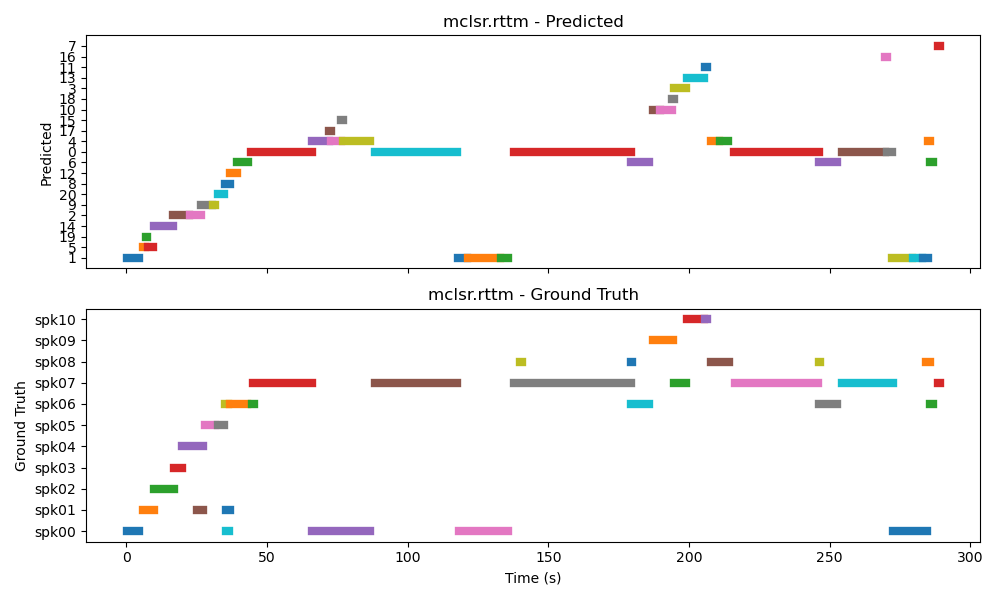 mclsr.rttm - Predicted
Predicted
7
16
11
13
3
18
10
15
17
4
0
6
12
8
20
9
2
14
19
5
1
mclsr.rttm - Ground Truth
Ground Truth
spk10
spk09
spk08
spk07
spk06
spk05
spk04
spk03
spk02
spk01
spk00
0 50 100 150 200 250 300
Time (s)